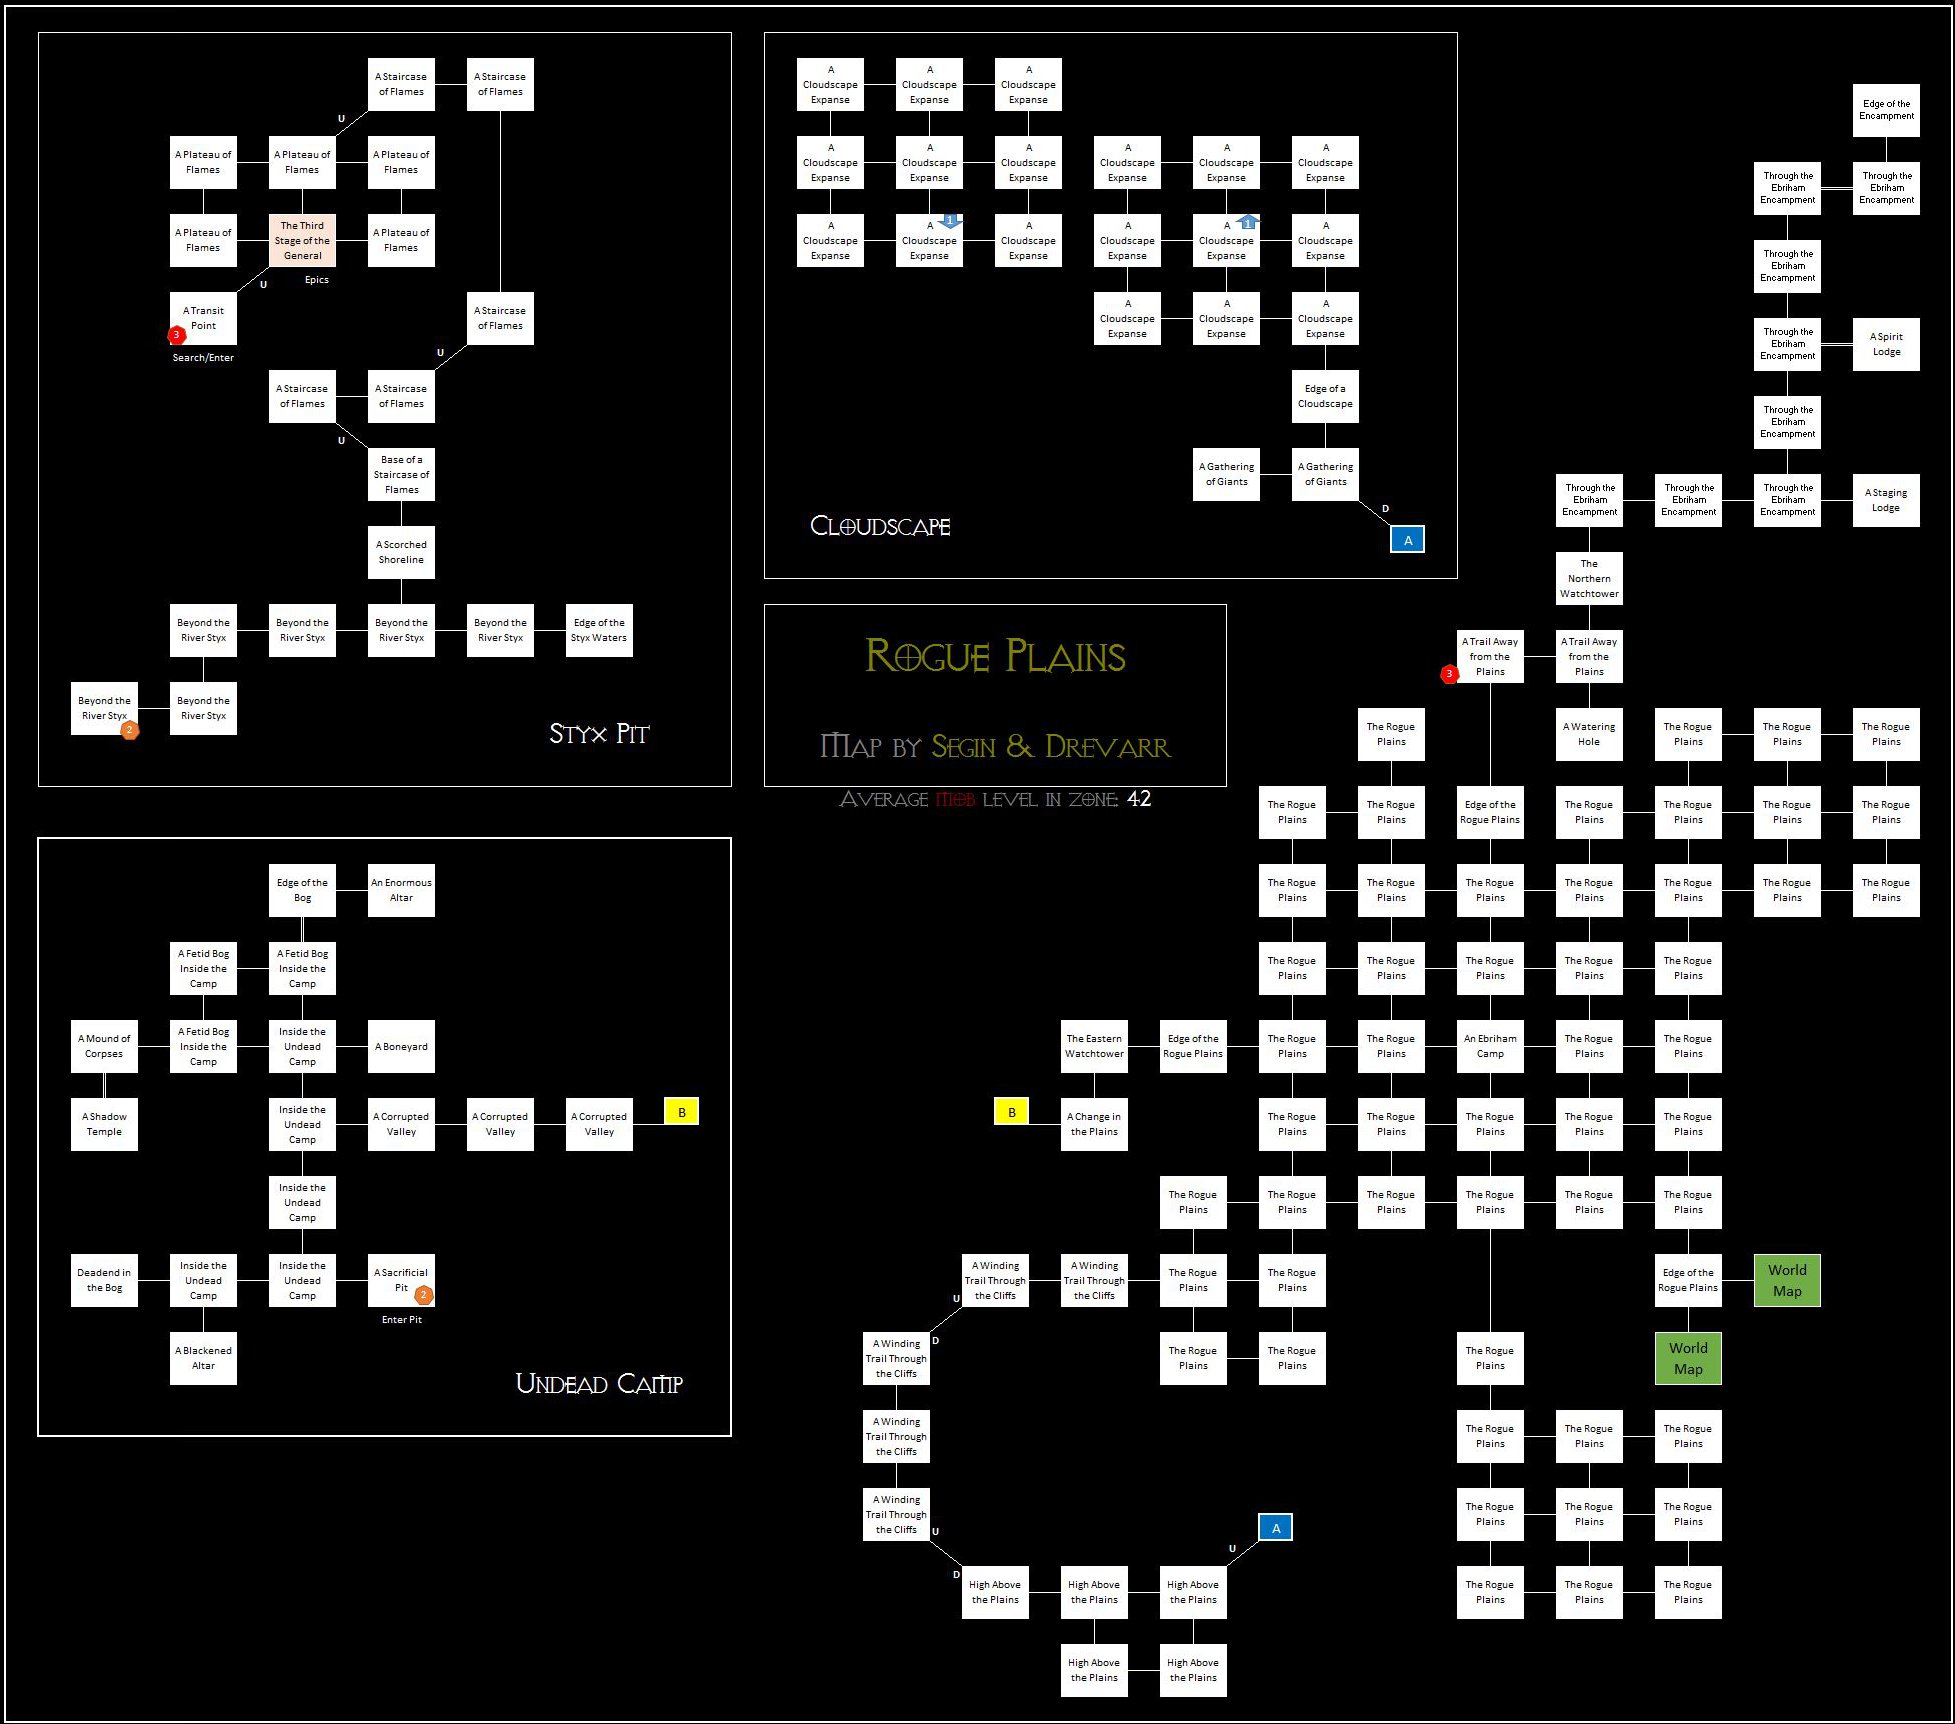 A Staircase
of Flames
A Staircase
of Flames
U
A Plateau of
Flames
A Plateau of
Flames
A Plateau of
Flames
A Plateau of
Flames
The Third
Stage of the
General
A Plateau of
Flames
Epics
U
A Transit
Point
3
Search/Enter
A Staircase
of Flames
U
A Staircase
of Flames
A Staircase
of Flames
U
Base of a
Staircase of
Flames
A Scorched
Shoreline
Beyond the
River Styx
Beyond the
River Styx
Beyond the
River Styx
Beyond the
River Styx
Edge of the
Styx Waters
Beyond the
River Styx
2
Beyond the
River Styx
Styx Pit
A
Cloudscape
Expanse
A
Cloudscape
Expanse
A
Cloudscape
Expanse
A
Cloudscape
Expanse
A
Cloudscape
Expanse
A
Cloudscape
Expanse
A
Cloudscape
Expanse
A
Cloudscape
Expanse
A
Cloudscape
Expanse
A
Cloudscape
Expanse
A
Cloudscape
Expanse
1
A
Cloudscape
Expanse
A
Cloudscape
Expanse
A
Cloudscape
Expanse
1
A
Cloudscape
Expanse
A
Cloudscape
Expanse
A
Cloudscape
Expanse
A
Cloudscape
Expanse
Edge of a
Cloudscape
A Gathering
of Giants
A Gathering
of Giants
D
A
Cloudscape
Rogue Plains
Map by Segin & Drevarr
Average mob level in zone: 42
Edge of the
Bog
An Enormous
Altar
A Fetid Bog
Inside the
Camp
A Fetid Bog
Inside the
Camp
A Mound of
Corpses
A Fetid Bog
Inside the
Camp
Inside the
Undead
Camp
A Boneyard
A Shadow
Temple
Inside the
Undead
Camp
A Corrupted
Valley
A Corrupted
Valley
A Corrupted
Valley
B
Inside the
Undead
Camp
Deadend in
the Bog
Inside the
Undead
Camp
Inside the
Undead
Camp
A Sacrificial
Pit
2
Enter Pit
A Blackened
Altar
Undead Camp
Edge of the
Encampment
Through the
Ebriham
Encampment
Through the
Ebriham
Encampment
Through the
Ebriham
Encampment
Through the
Ebriham
Encampment
A Spirit
Lodge
Through the
Ebriham
Encampment
Through the
Ebriham
Encampment
Through the
Ebriham
Encampment
Through the
Ebriham
Encampment
A Staging
Lodge
The
Northern
Watchtower
A Trail Away
from the
Plains
3
A Trail Away
from the
Plains
The Rogue
Plains
A Watering
Hole
The Rogue
Plains
The Rogue
Plains
The Rogue
Plains
The Rogue
Plains
The Rogue
Plains
Edge of the
Rogue Plains
The Rogue
Plains
The Rogue
Plains
The Rogue
Plains
The Rogue
Plains
The Rogue
Plains
The Rogue
Plains
The Rogue
Plains
The Rogue
Plains
The Rogue
Plains
The Rogue
Plains
The Rogue
Plains
The Rogue
Plains
The Rogue
Plains
The Rogue
Plains
The Rogue
Plains
The Rogue
Plains
The Eastern
Watchtower
Edge of the
Rogue Plains
The Rogue
Plains
The Rogue
Plains
An Ebriham
Camp
The Rogue
Plains
The Rogue
Plains
B
A Change in
the Plains
The Rogue
Plains
The Rogue
Plains
The Rogue
Plains
The Rogue
Plains
The Rogue
Plains
The Rogue
Plains
The Rogue
Plains
The Rogue
Plains
The Rogue
Plains
The Rogue
Plains
The Rogue
Plains
A Winding
Trail Through
the Cliffs
A Winding
Trail Through
the Cliffs
The Rogue
Plains
The Rogue
Plains
Edge of the
Rogue Plains
World
Map
U
D
A Winding
Trail Through
the Cliffs
The Rogue
Plains
The Rogue
Plains
The Rogue
Plains
World
Map
A Winding
Trail Through
the Cliffs
The Rogue
Plains
The Rogue
Plains
The Rogue
Plains
A Winding
Trail Through
the Cliffs
U
A
The Rogue
Plains
The Rogue
Plains
The Rogue
Plains
U
D
High Above
the Plains
High Above
the Plains
High Above
the Plains
The Rogue
Plains
The Rogue
Plains
The Rogue
Plains
High Above
the Plains
High Above
the Plains